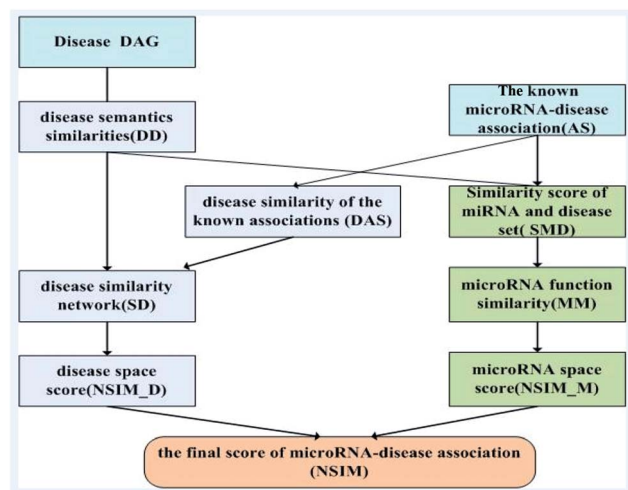 Disease DAG
The known
microRNA-disease
association(AS)
disease semantics
similarities(DD)
disease similarity of the
known associations (DAS)
Similarity score of
miRNA and disease
set( SMD)
disease similarity
network(SD)
microRNA function
similarity(MM)
disease space
score(NSIM_D)
microRNA space
score(NSIM_M)
the final score of microRNA-disease association
(NSIM)